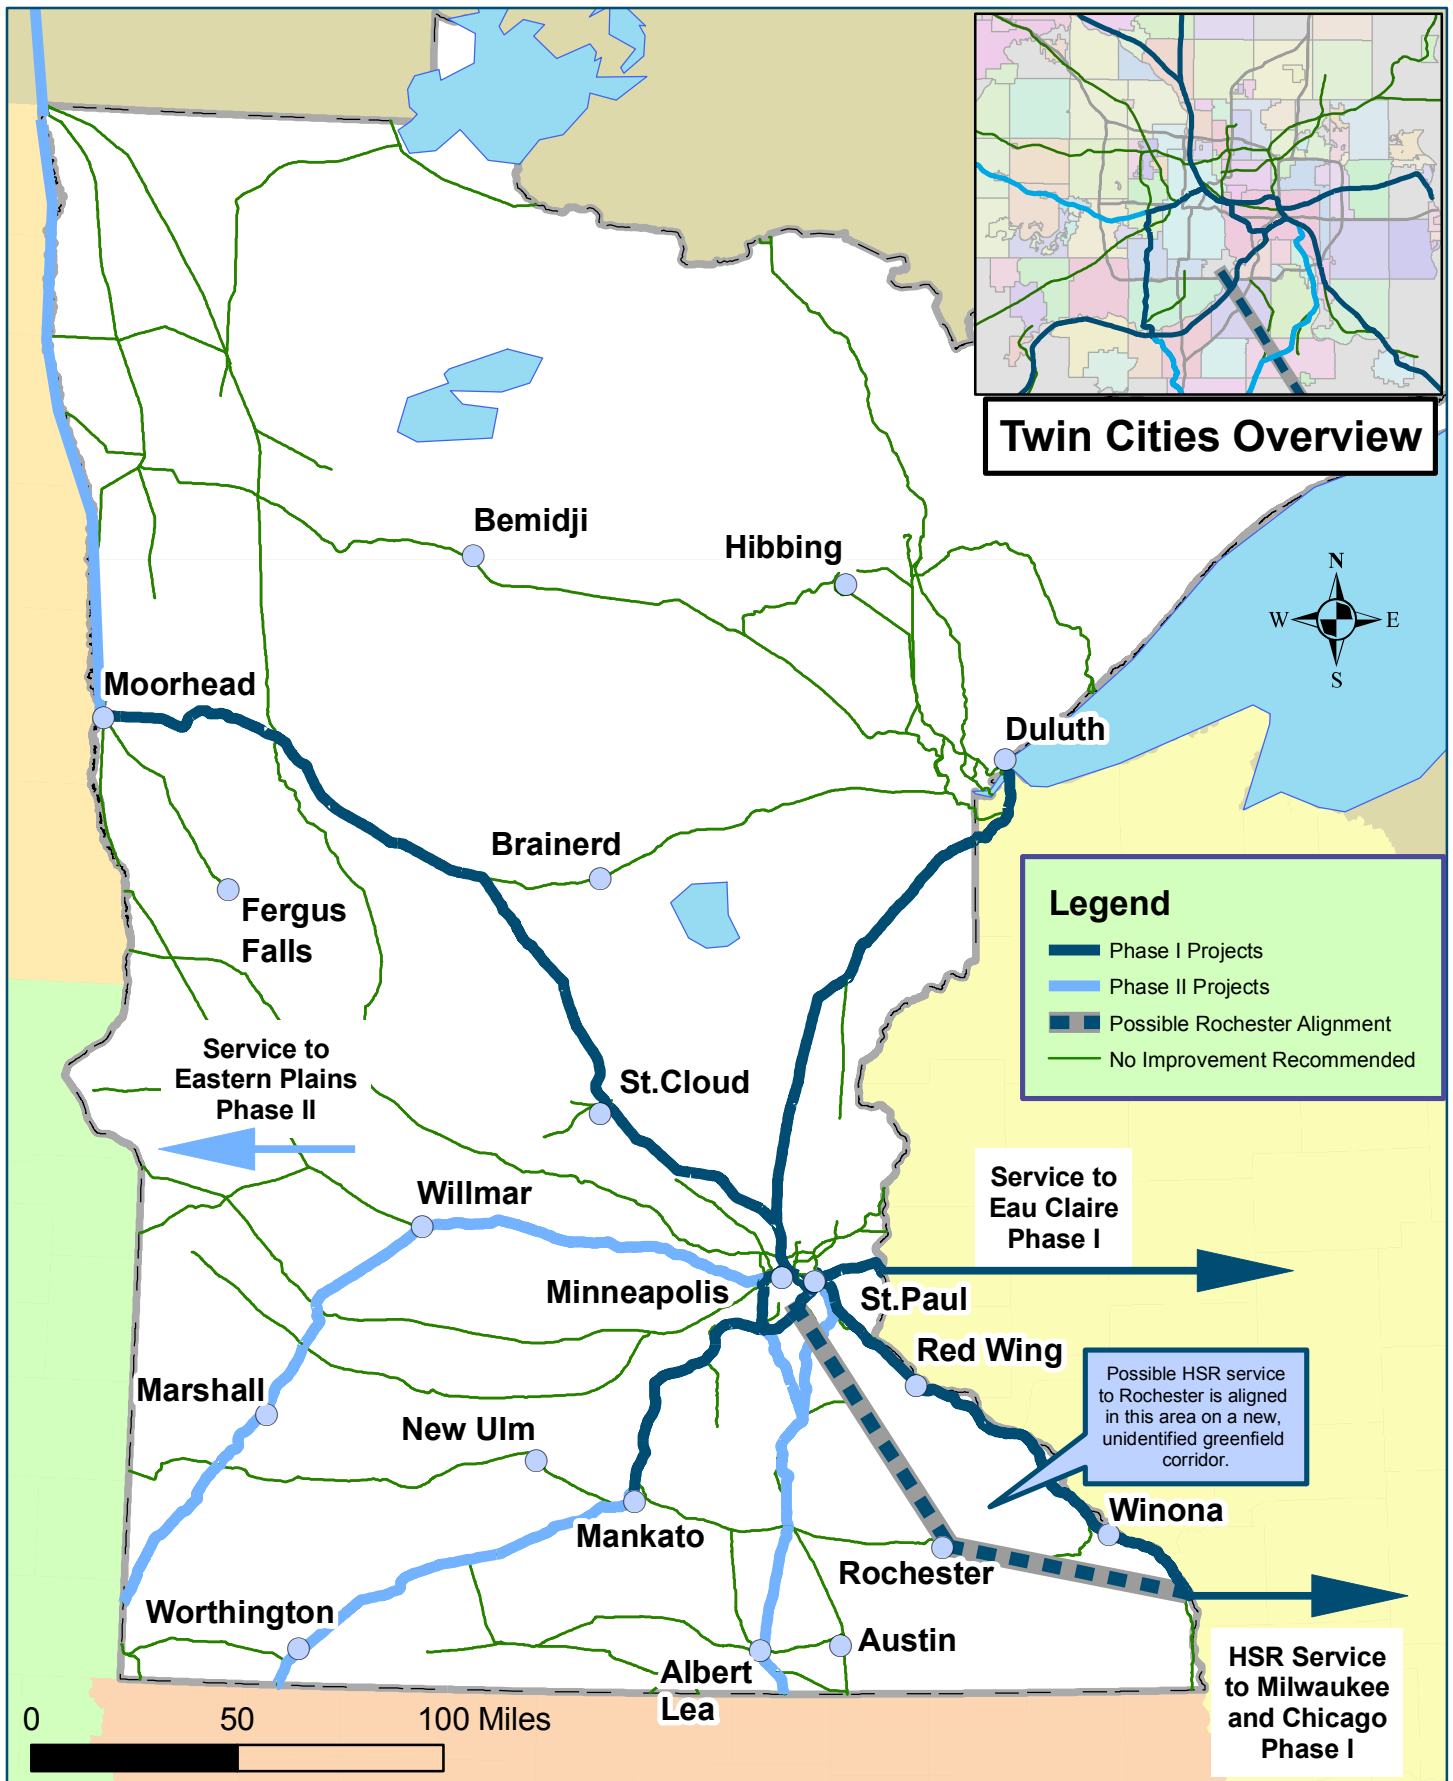 Twin Cities Overview
Bemidji
Hibbing
N
W
E
S
Moorhead
Duluth
Brainerd
Fergus
Falls
Legend
Phase I Projects
Phase II Projects
Possible Rochester Alignment
No Improvement Recommended
Service to
Eastern Plains
Phase II
St.Cloud
Willmar
Service to
Eau Claire
Phase I
Minneapolis
St.Paul
Red Wing
Possible HSR service
to Rochester is aligned
in this area on a new,
unidentified greenfield
corridor.
Marshall
New Ulm
Mankato
Winona
Rochester
Worthington
Austin
Albert
Lea
HSR Service
to Milwaukee
and Chicago
Phase I
0
50
100 Miles